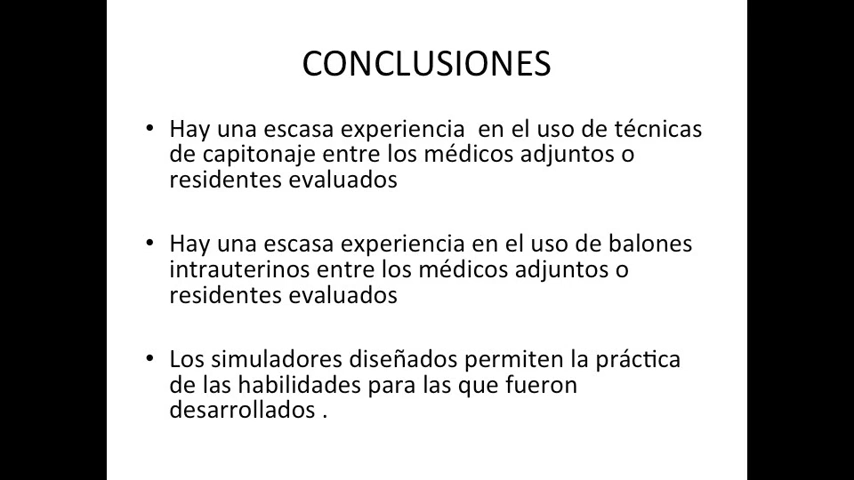 CONCLUSIONES
• Hay una escasa experiencia  en el uso de técnicas
de capitonaje entre los médicos adjuntos o
residentes evaluados
• Hay una escasa experiencia en el uso de balones
intrauterinos entre los médicos adjuntos o
residentes evaluados
• Los simuladores diseñados permiten la práctica
de las habilidades para las que fueron
desarrollados .